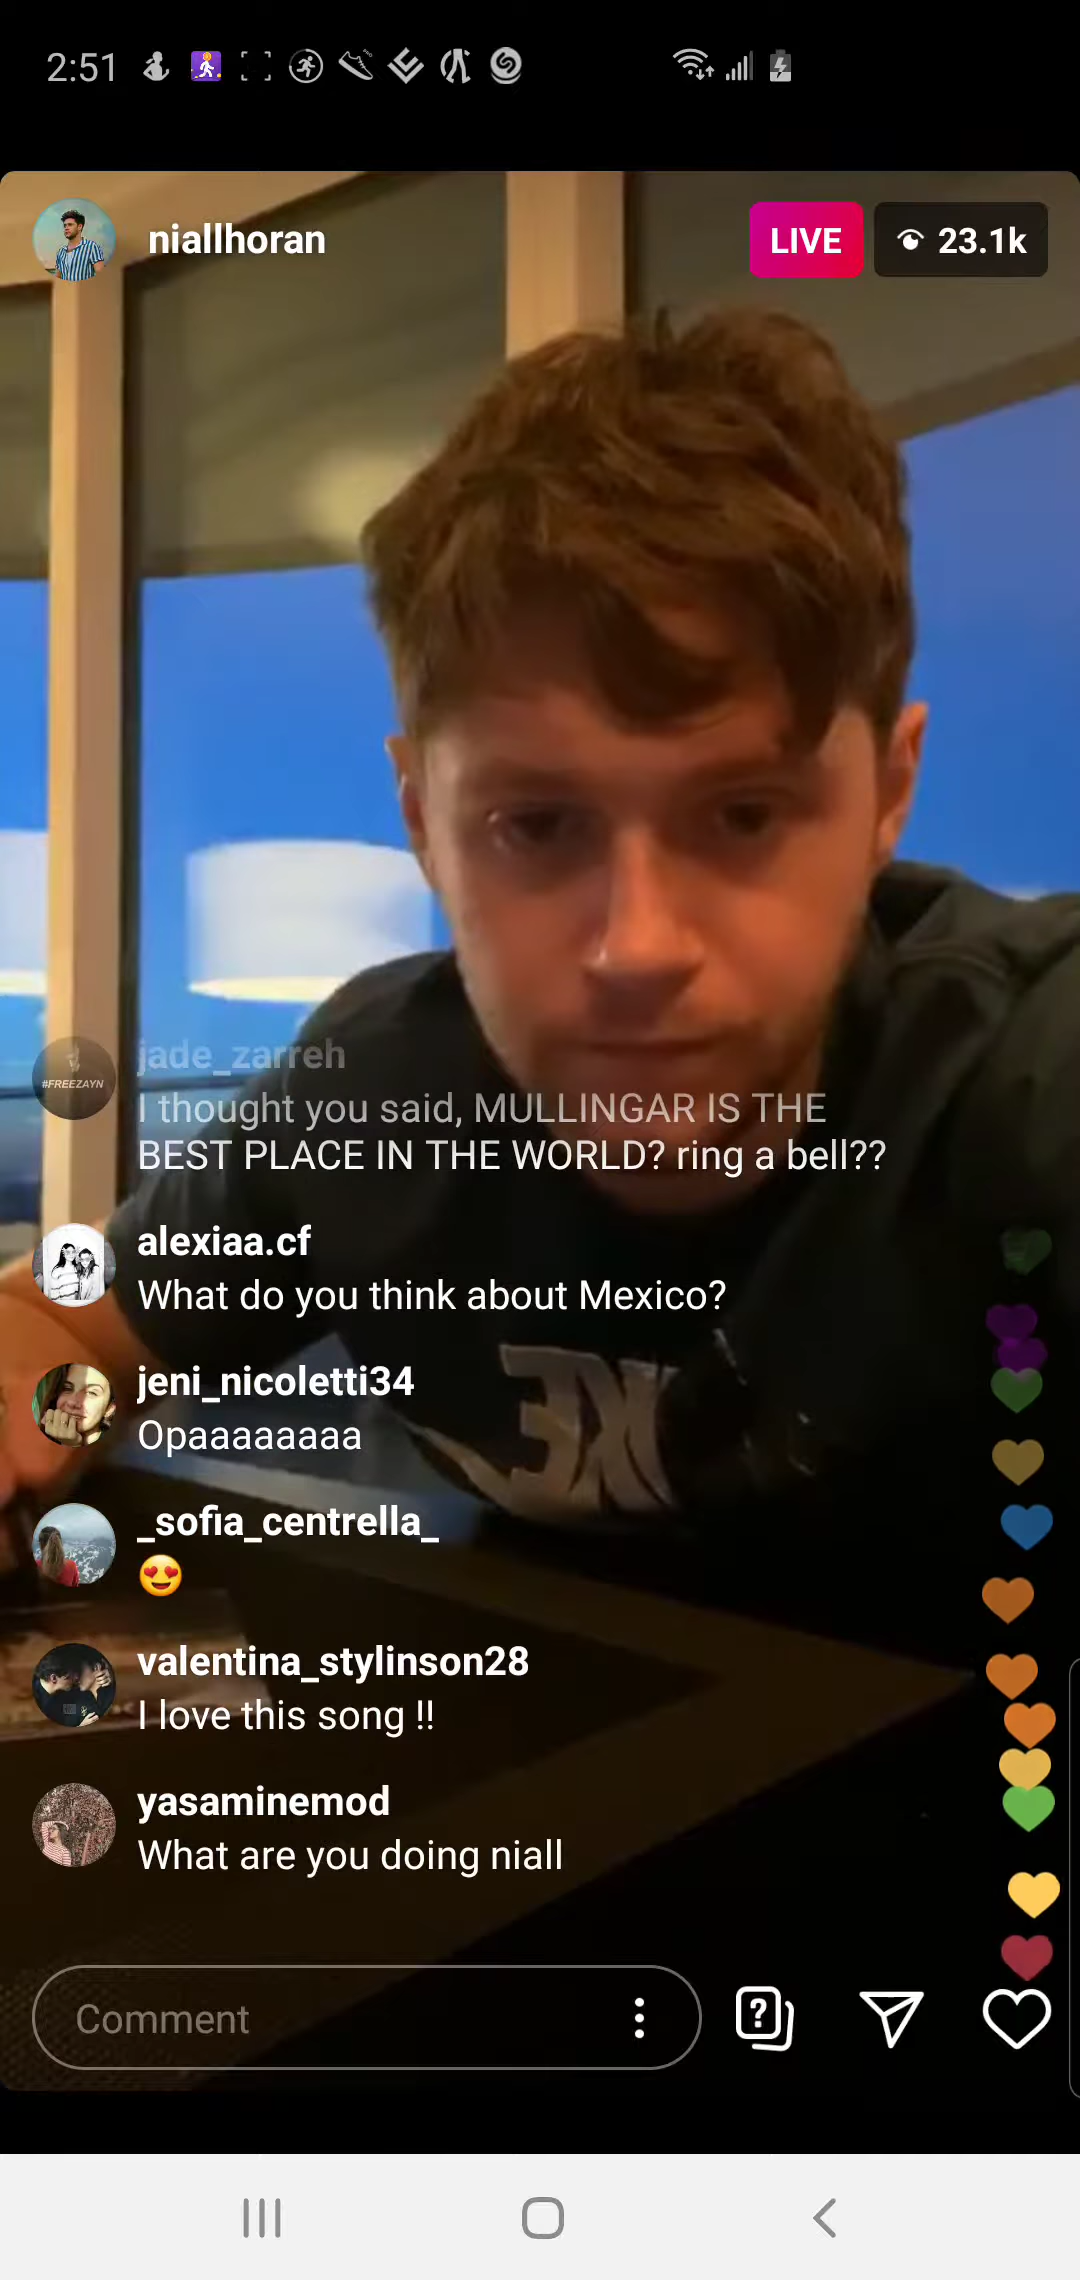 2:51
niallhoran
LIVE
23.1k
jade_zarreh
#FREEZAYN
I thought you said, MULLINGAR IS THE
BEST PLACE IN THE WORLD? ring a bell??
alexiaa.cf
What do you think about Mexico?
jeni_nicoletti34
Opaaaaaaaa
_sofia_centrella_
😍
valentina_stylinson28
I love this song !!
yasaminemod
What are you doing niall
Comment